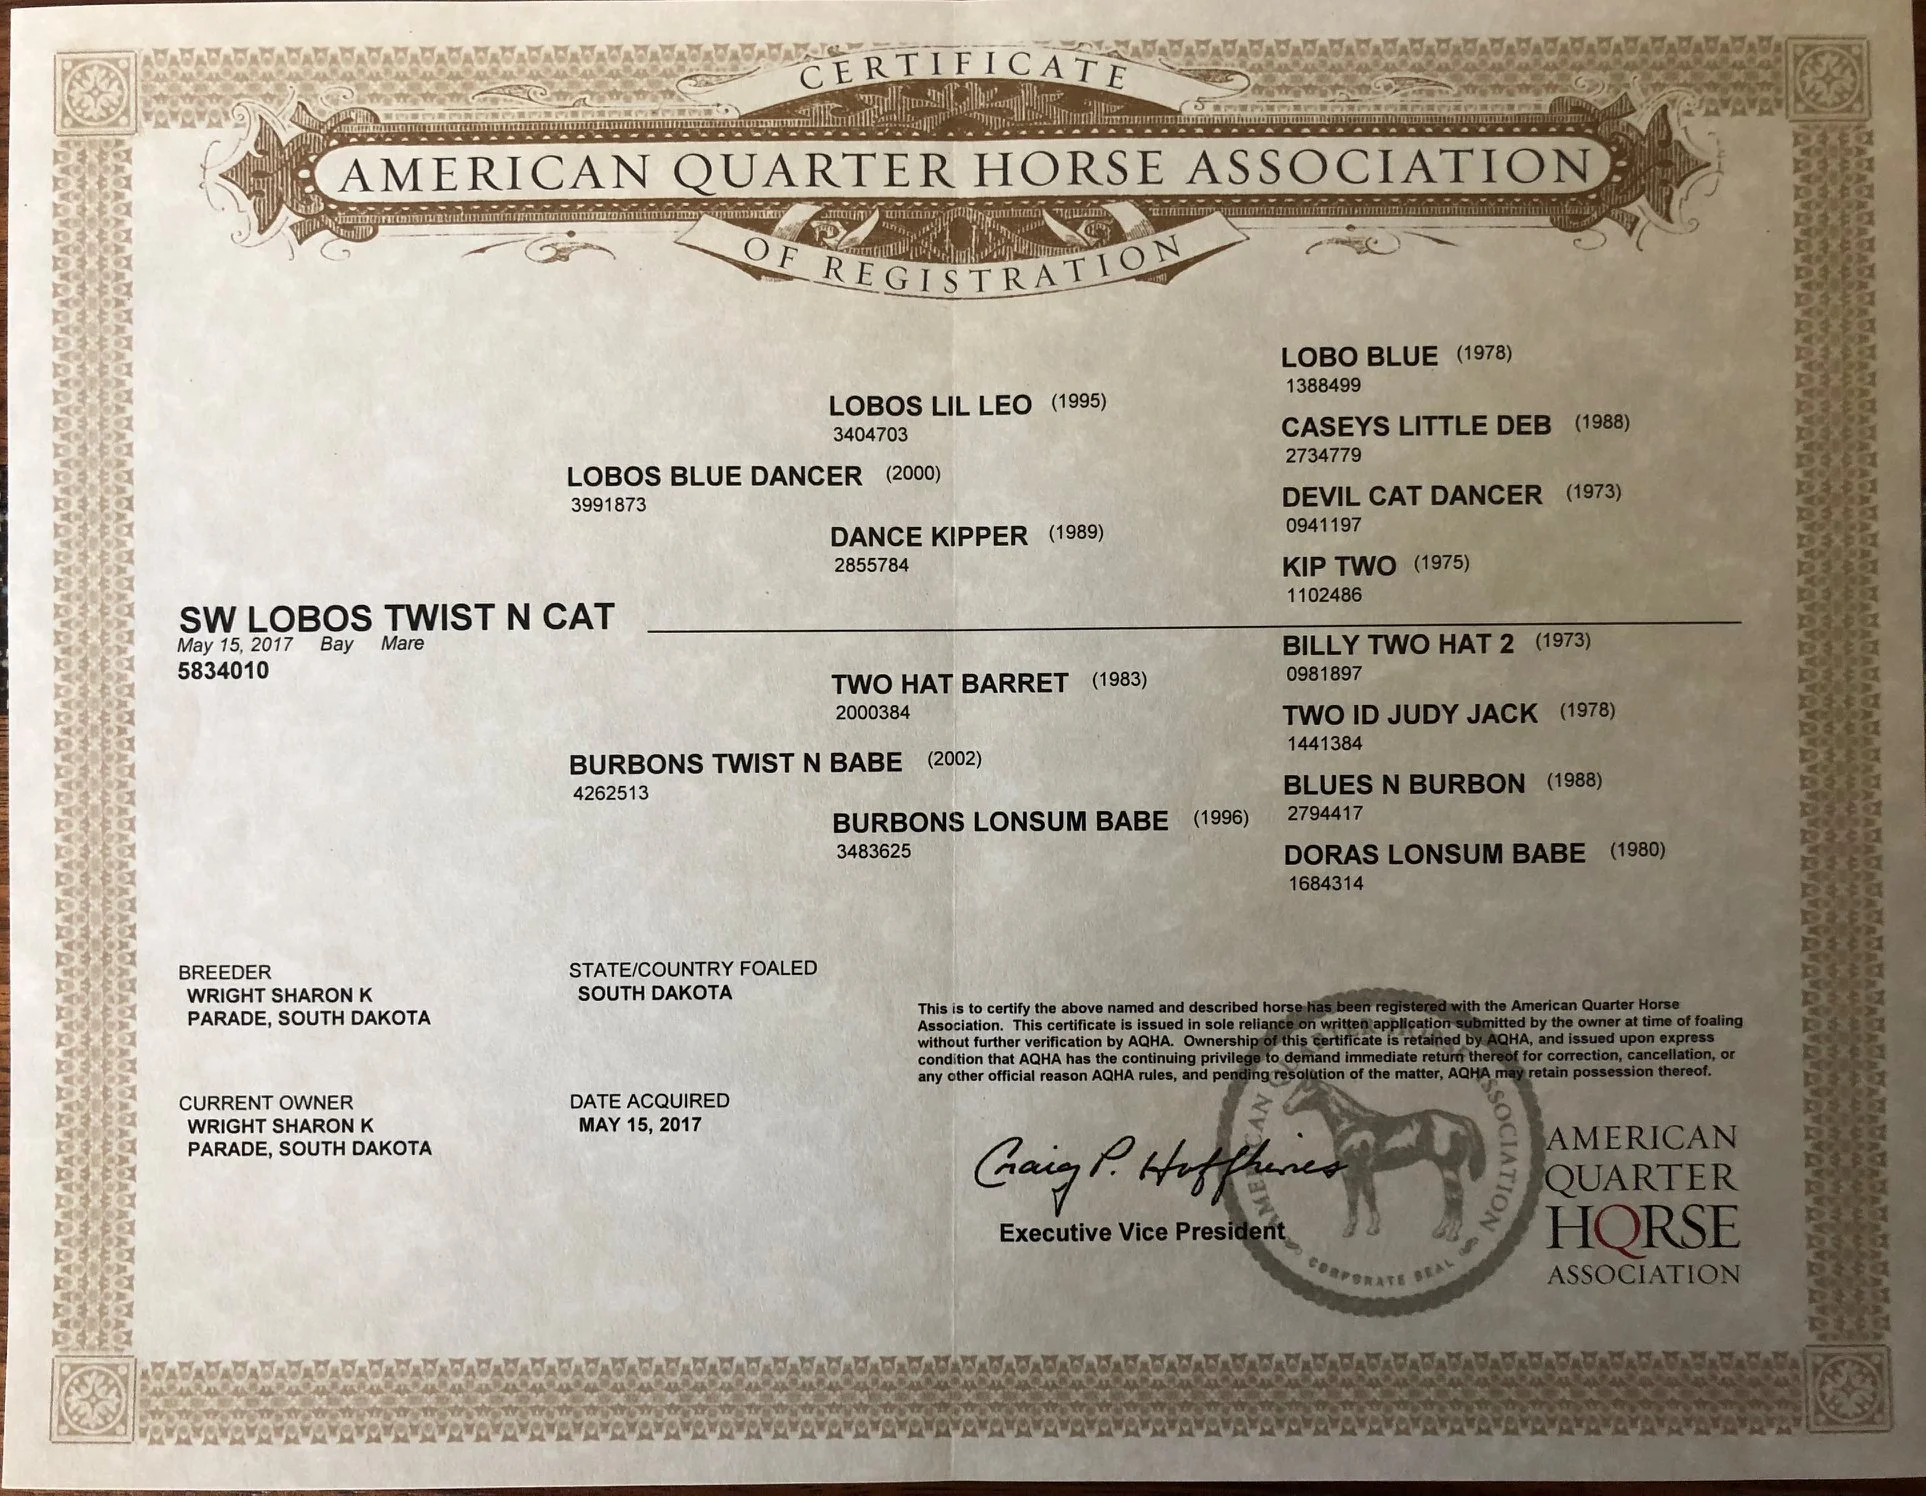 CERTIFICATE
AMERICAN QUARTER HORSE ASSOCIATION
OF REGISTRATION
LOBO BLUE (1978)
1388499
LOBOS LIL LEO (1995)
3404703
CASEYS LITTLE DEB (1988)
2734779
LOBOS BLUE DANCER (2000)
3991873
DEVIL CAT DANCER (1973)
0941197
DANCE KIPPER (1989)
2855784
KIP TWO (1975)
1102486
SW LOBOS TWIST N CAT
May 15, 2017 Bay Mare
5834010
BILLY TWO HAT 2 (1973)
0981897
TWO HAT BARRET (1983)
2000384
TWO ID JUDY JACK (1978)
1441384
BURBONS TWIST N BABE (2002)
4262513
BLUES N BURBON (1988)
2794417
BURBONS LONSUM BABE (1996)
3483625
DORAS LONSUM BABE (1980)
1684314
BREEDER
WRIGHT SHARON K
PARADE, SOUTH DAKOTA
STATE/COUNTRY FOALED
SOUTH DAKOTA
CURRENT OWNER
WRIGHT SHARON K
PARADE, SOUTH DAKOTA
DATE ACQUIRED
MAY 15, 2017
This is to certify the above named and described horse has been registered with the American Quarter Horse
Association. This certificate is issued in sole reliance on written application submitted by the owner at time of foaling
without further verification by AQHA. Ownership of this certificate is retained by AQHA, and issued upon express
condition that AQHA has the continuing privilege to demand immediate return thereof for correction, cancellation, or
any other official reason AQHA rules, and pending resolution of the matter, AQHA may retain possession thereof.
Craig P. Huffhines
Executive Vice President
AMERICAN QUARTER HORSE ASSOCIATION
CORPORATE SEAL
AMERICAN
QUARTER
HORSE
ASSOCIATION